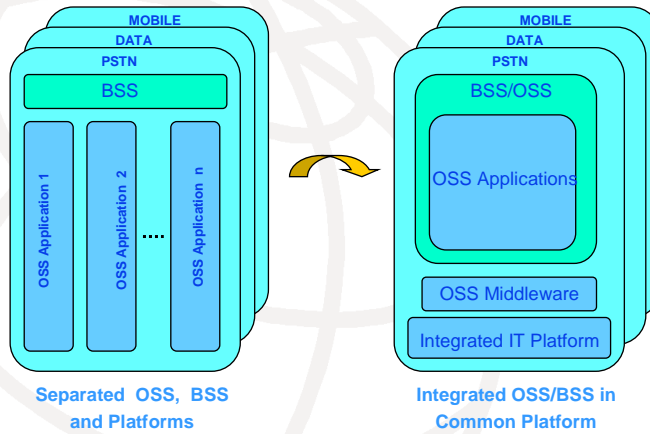 MOBILE
DATA
PSTN
BSS
OSS Application 1
OSS Application 2
....
OSS Application n
Separated OSS, BSS
and Platforms
MOBILE
DATA
PSTN
BSS/OSS
OSS Applications
OSS Middleware
Integrated IT Platform
Integrated OSS/BSS in
Common Platform